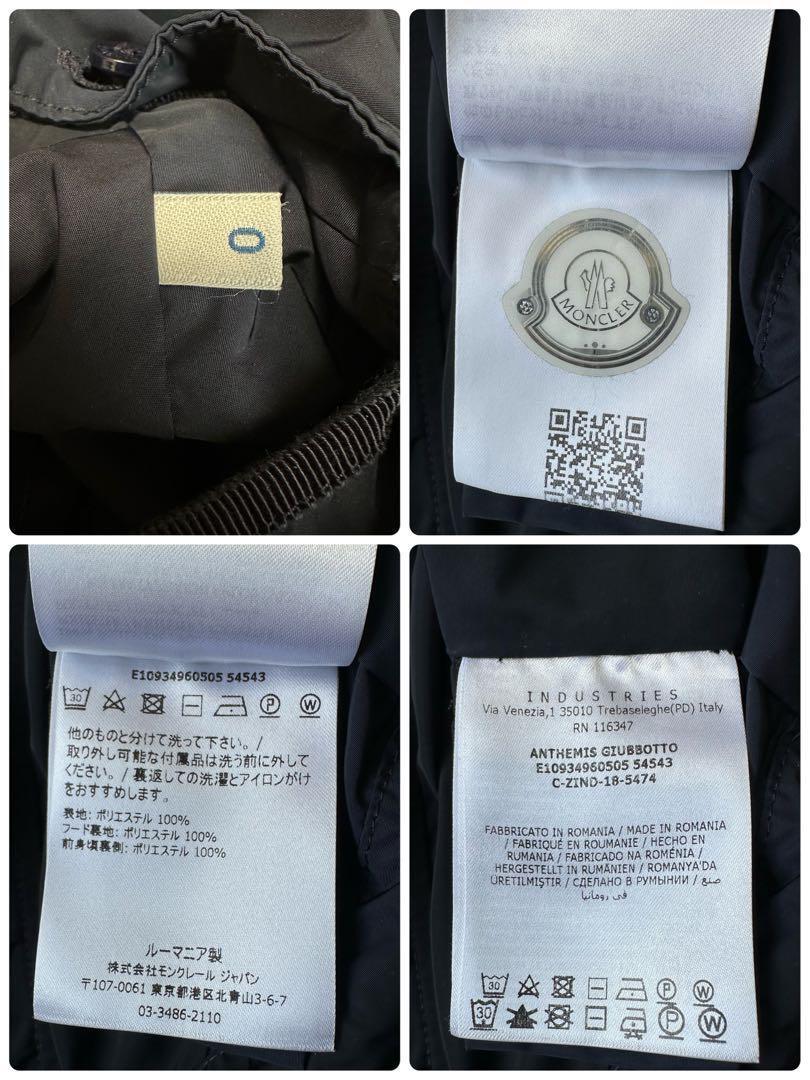 0
MONCLER
E10934960505 54543
30
P
W
他のものと分けて洗って下さい。/
取り外し可能な付属品は洗う前に外して
ください。/ 裏返しての洗濯とアイロンがけ
をおすすめします。
表地: ポリエステル 100%
フード裏地: ポリエステル 100%
前身頃裏側: ポリエステル 100%
ルーマニア製
株式会社モンクレール ジャパン
〒107-0061 東京都港区北青山3-6-7
03-3486-2110
INDUSTRIES
Via Venezia,1 35010 Trebaseleghe(PD) Italy
RN 116347
ANTHEMIS GIUBBOTTO
E10934960505 54543
C-ZIND-18-5474
FABBRICATO IN ROMANIA / MADE IN ROMANIA
/ FABRIQUÉ EN ROUMANIE / HECHO EN
RUMANIA / FABRICADO NA ROMÉNIA /
HERGESTELLT IN RUMÄNIEN / ROMANYA'DA
ÜRETILMIŞTIR / СДЕЛАНО В РУМЫНИИ / صنع
في رومانيا
30
P
W
30
P
W